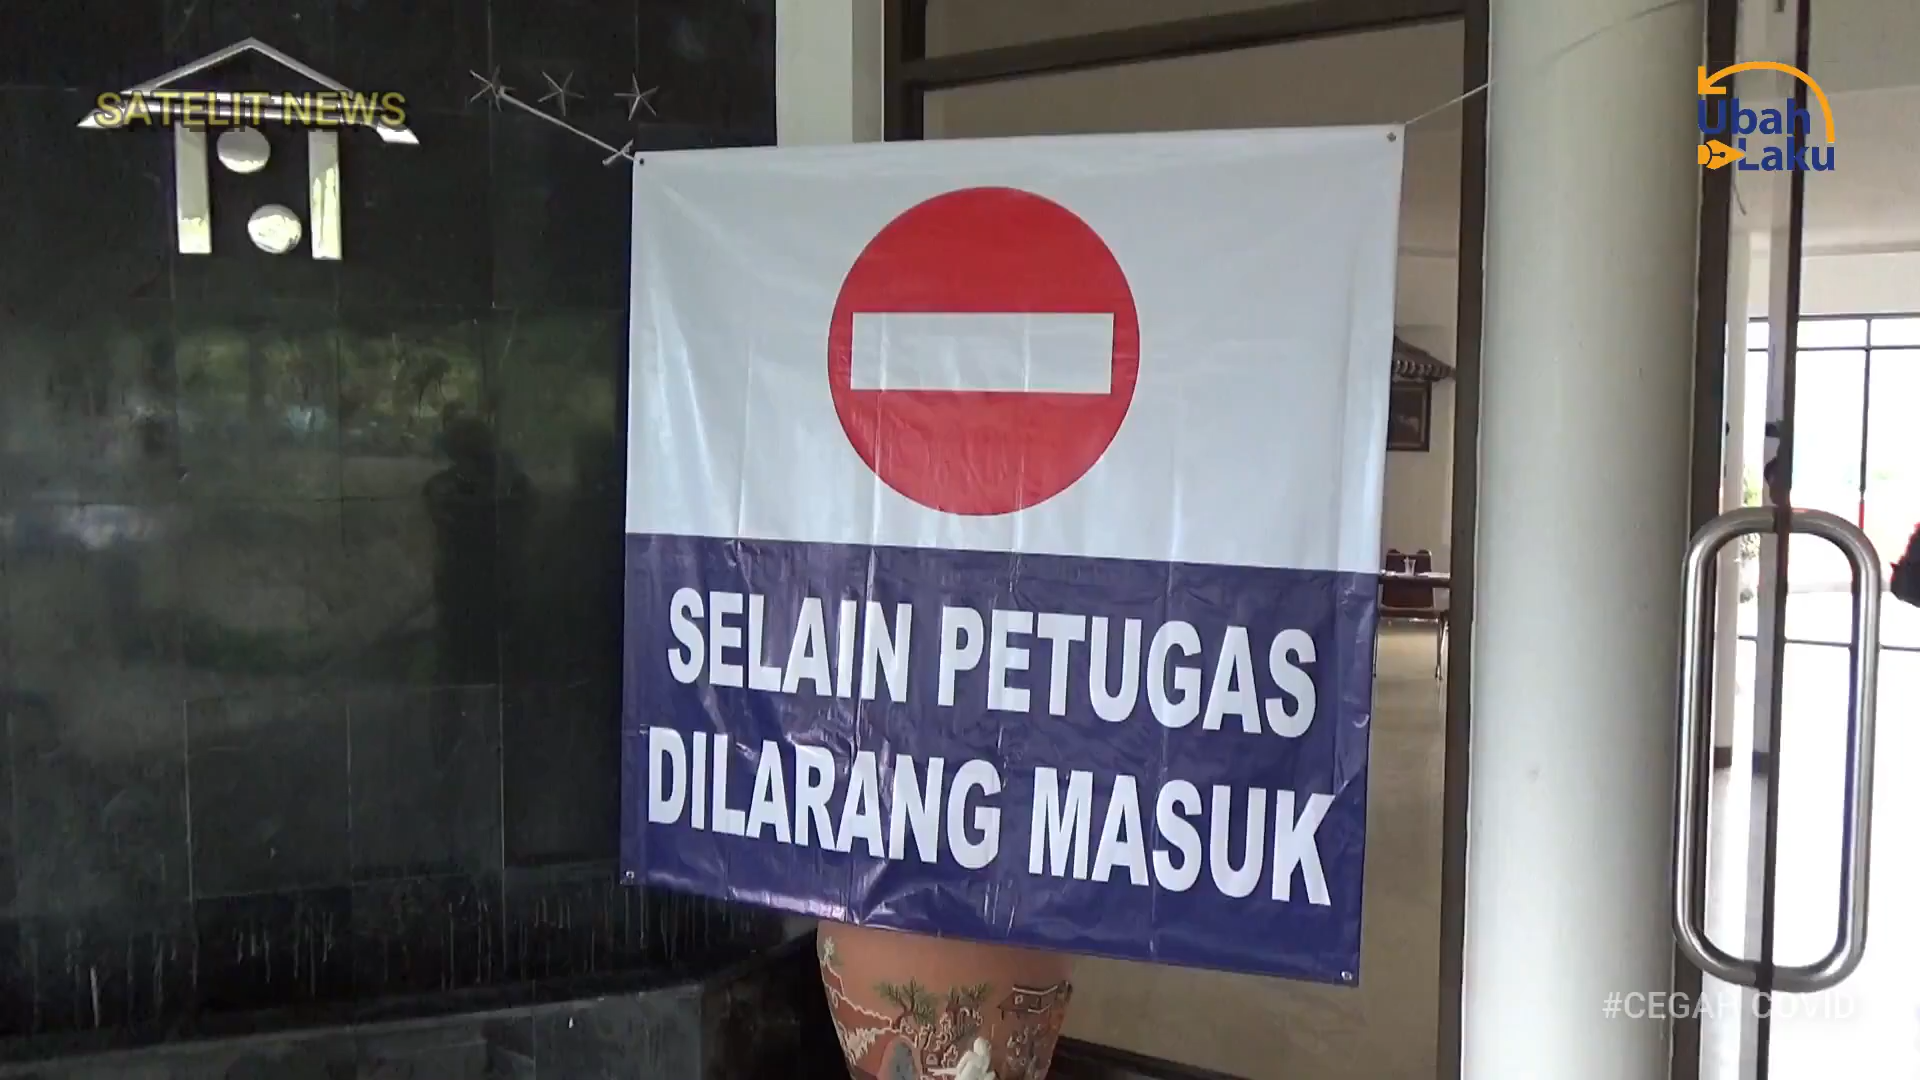 SATELIT NEWS
Ubah
Laku
SELAIN PETUGAS
DILARANG MASUK
#CEGAH COVID